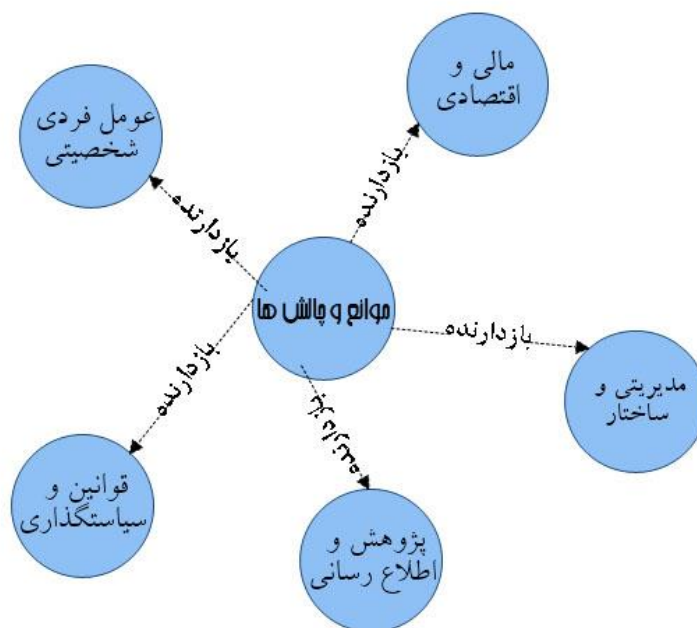 مالی و
اقتصادی
عومل فردی
شخصیتی
بازدارنده
بازدارنده
موانع و چالش ها
بازدارنده
مدیریتی و
ساختار
بازدارنده
بازدارنده
قوانین و
سیاستگذاری
پژوهش و
اطلاع رسانی